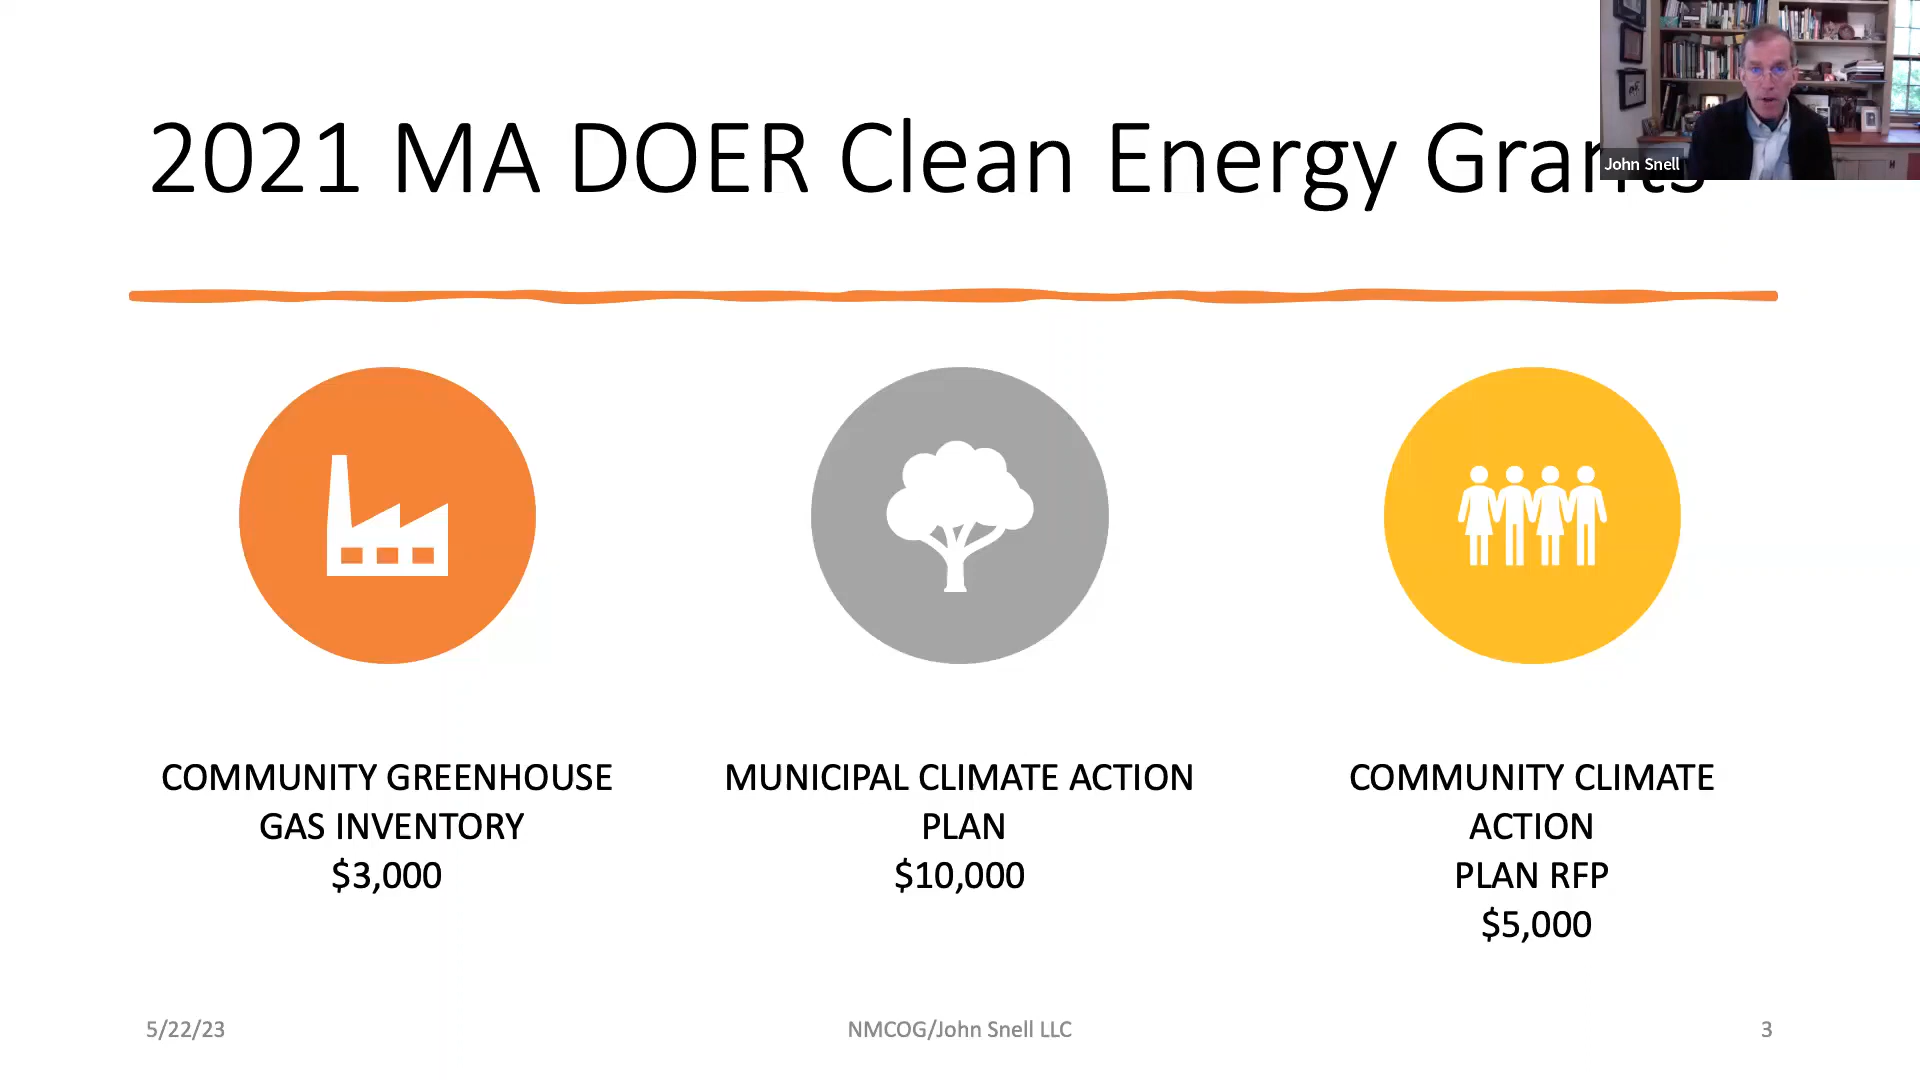 2021 MA DOER Clean Energy Grants
John Snell
COMMUNITY GREENHOUSE
GAS INVENTORY
$3,000
MUNICIPAL CLIMATE ACTION
PLAN
$10,000
COMMUNITY CLIMATE
ACTION
PLAN RFP
$5,000
5/22/23
NMCOG/John Snell LLC
3